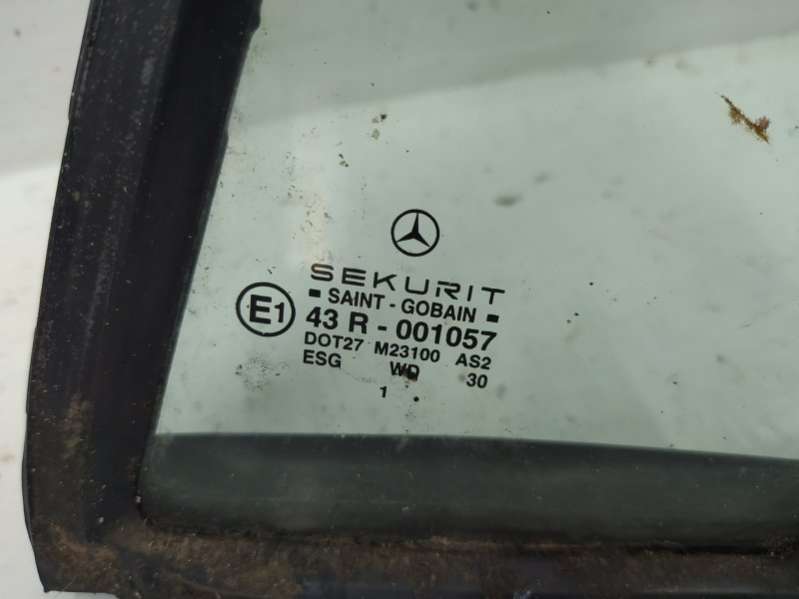 SEKURIT
SAINT - GOBAIN
E1
43 R - 001057
DOT27 M23100 AS2
ESG WD 30
1